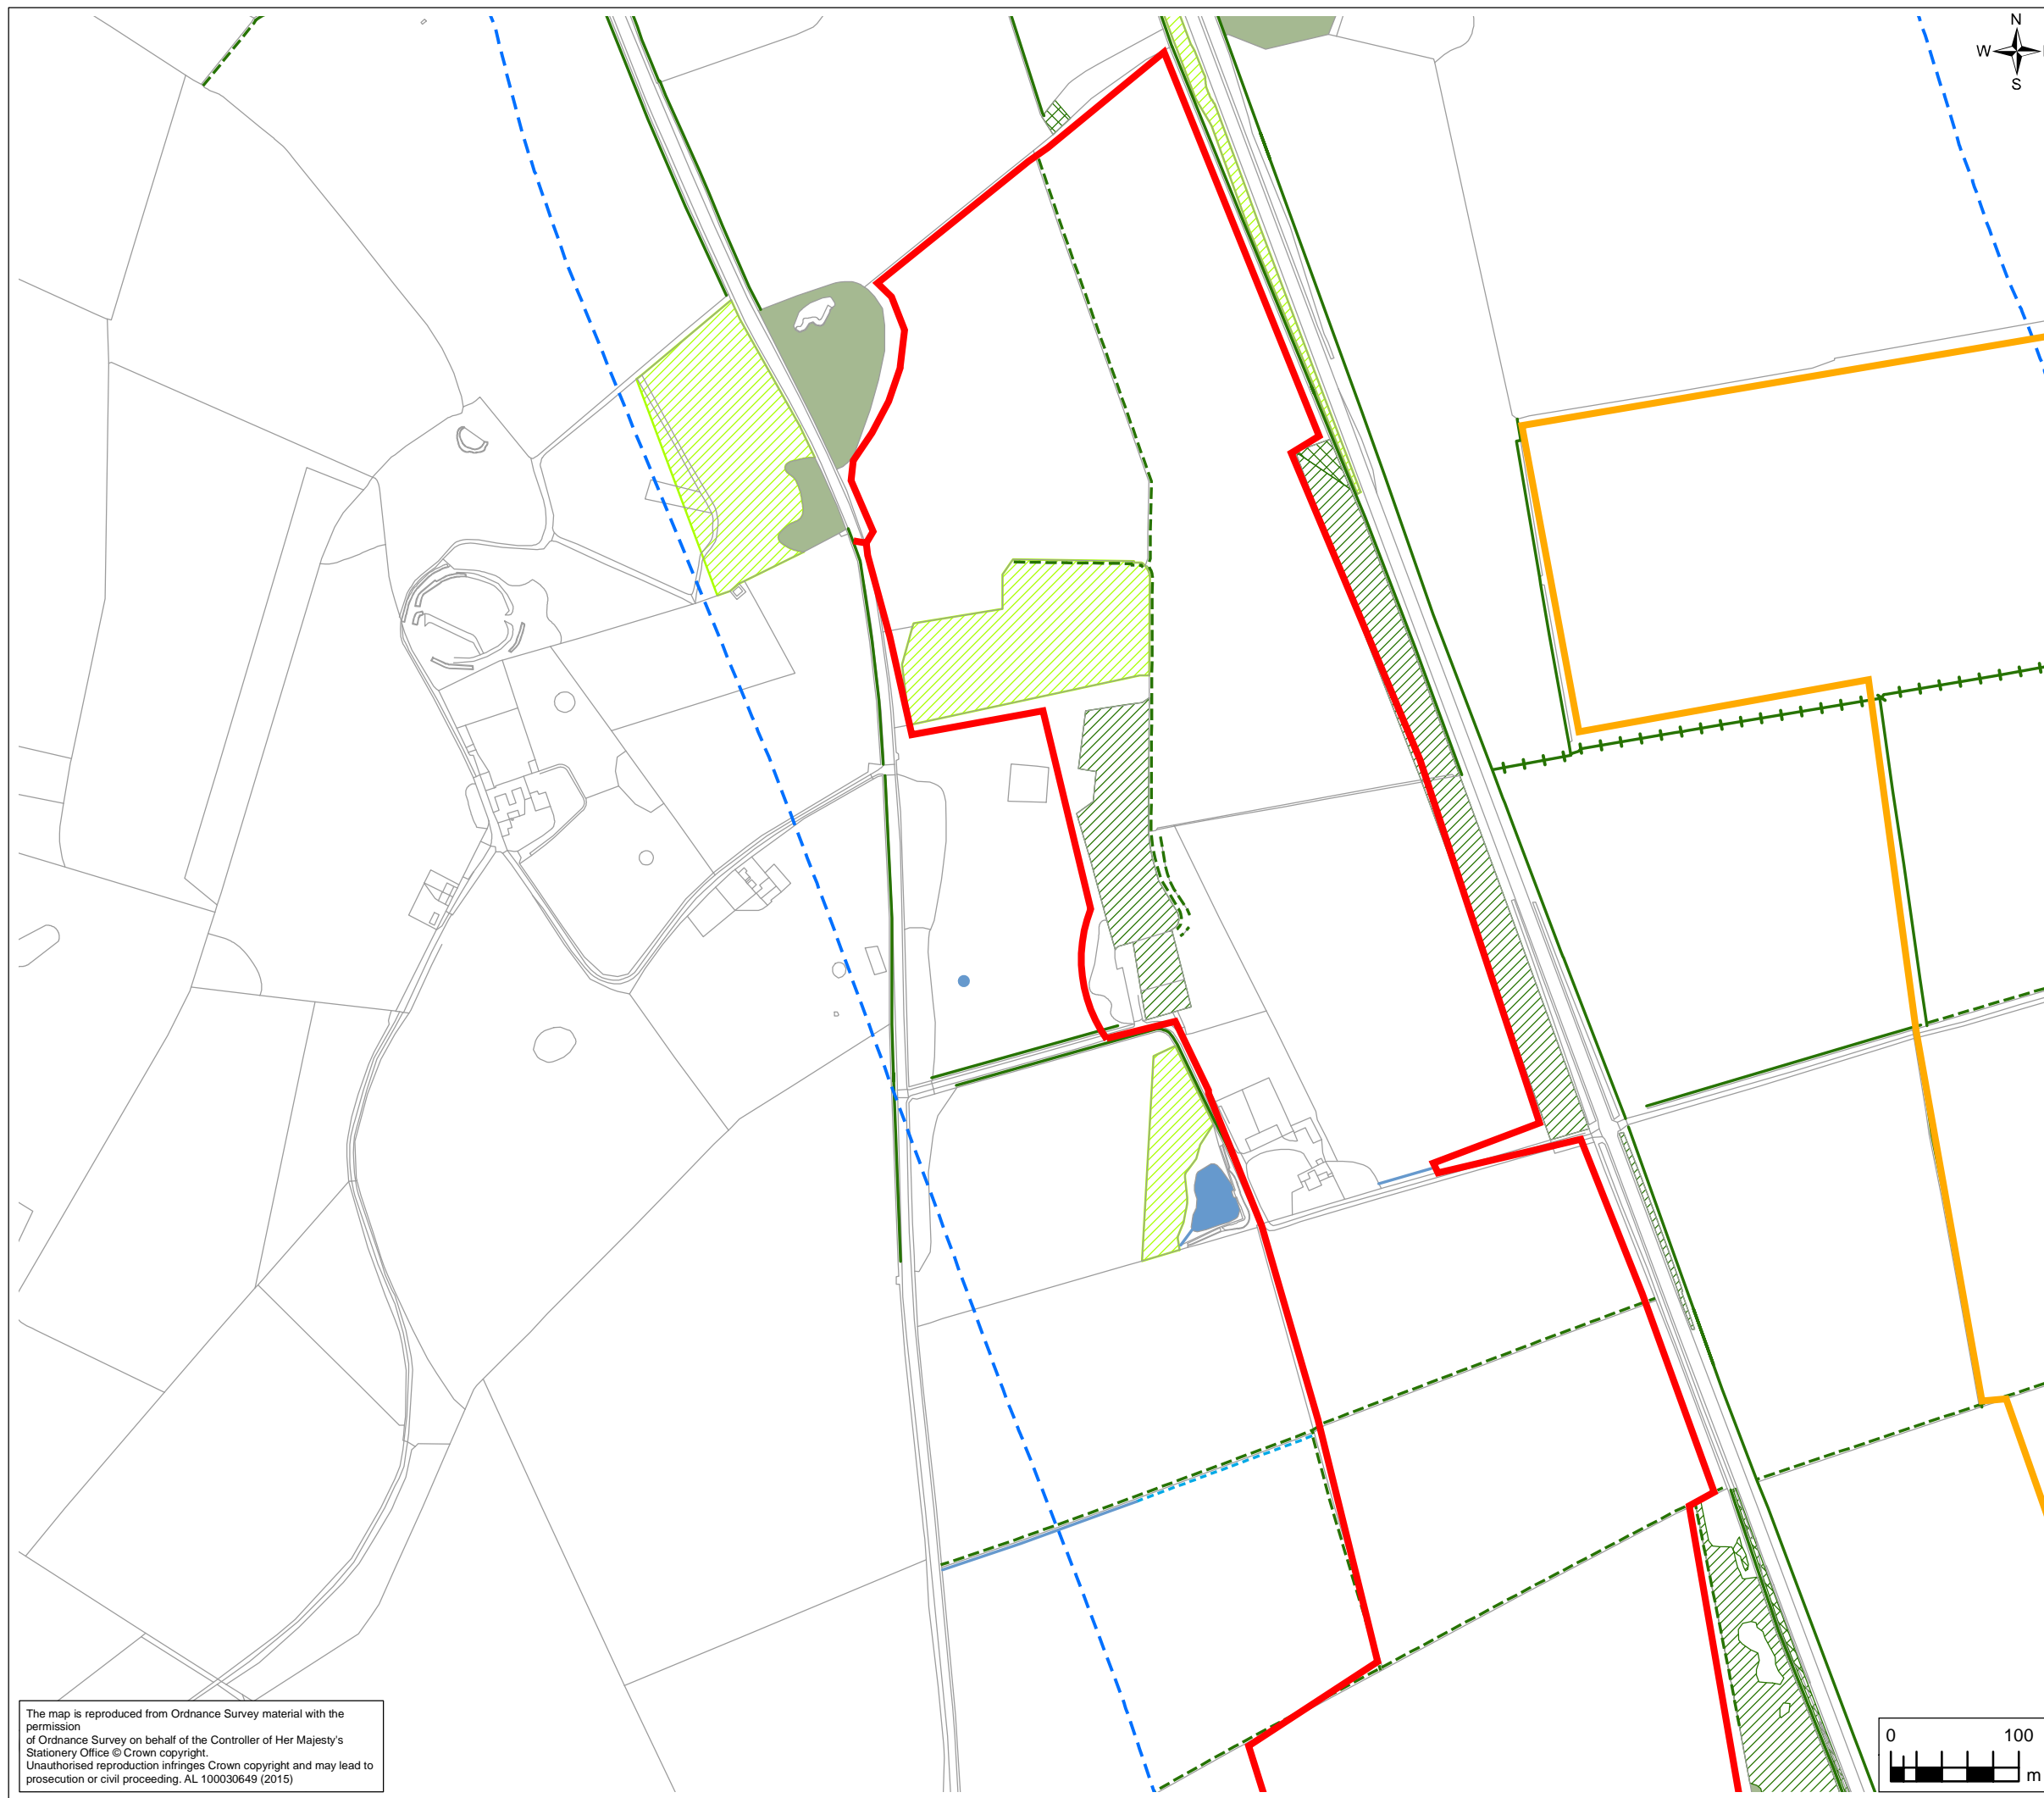 N
W
S
The map is reproduced from Ordnance Survey material with the
permission
of Ordnance Survey on behalf of the Controller of Her Majesty's
Stationery Office © Crown copyright.
Unauthorised reproduction infringes Crown copyright and may lead to
prosecution or civil proceeding. AL 100030649 (2015)
0 100
m